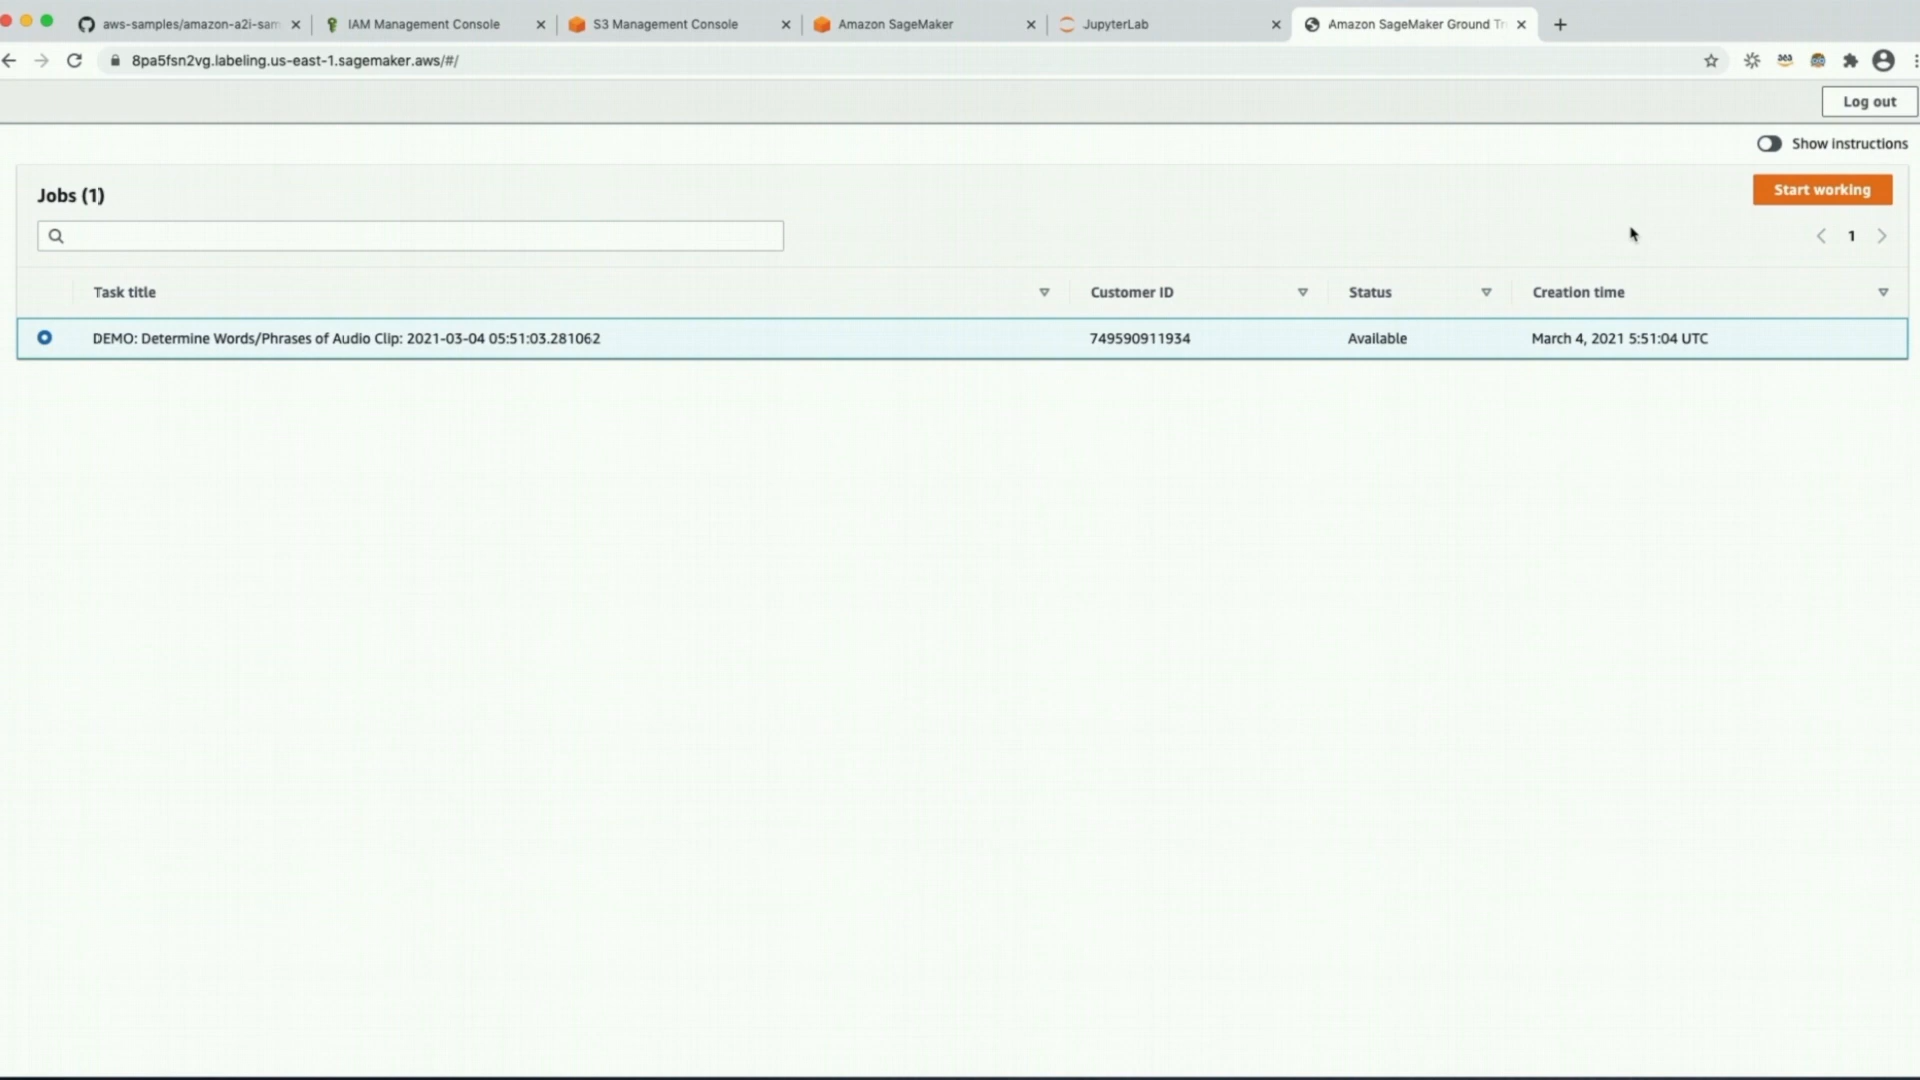 aws-samples/amazon-a2i-sam
IAM Management Console
S3 Management Console
Amazon SageMaker
JupyterLab
Amazon SageMaker Ground Tr
8pa5fsn2vg.labeling.us-east-1.sagemaker.aws/#/
Log out
Show instructions
Jobs (1)
Start working
1
Task title
Customer ID
Status
Creation time
DEMO: Determine Words/Phrases of Audio Clip: 2021-03-04 05:51:03.281062
749590911934
Available
March 4, 2021 5:51:04 UTC